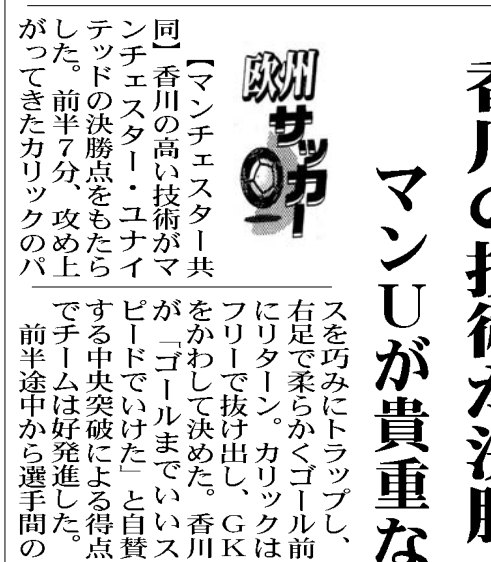 香川の技術が決勝
マンUが貴重な
欧州
サッカー
【マンチェスター共
同】香川の高い技術がマ
ンチェスター・ユナイ
テッドの決勝点をもたら
した。前半7分、攻め上
がってきたカリックのパ
スを巧みにトラップし、
右足で柔らかくゴール前
にリターン。カリックは
フリーで抜け出し、GK
をかわして決めた。香川
が「ゴールまでいいス
ピードでいけた」と自賛
する中央突破による得点
でチームは好発進した。
前半途中から選手間の